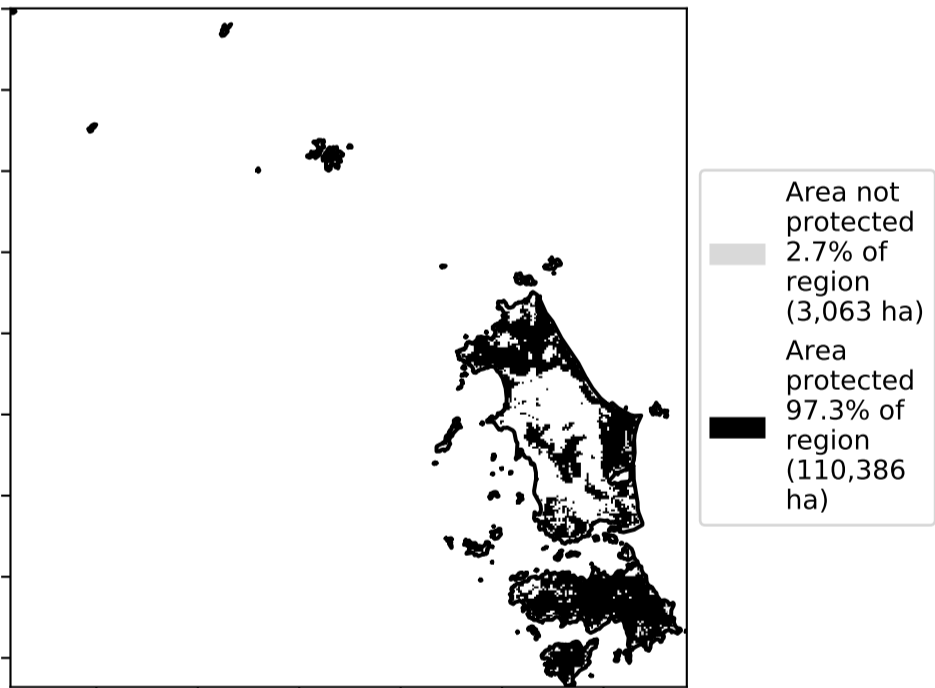 Area not
protected
2.7% of
region
(3,063 ha)
Area
protected
97.3% of
region
(110,386
ha)